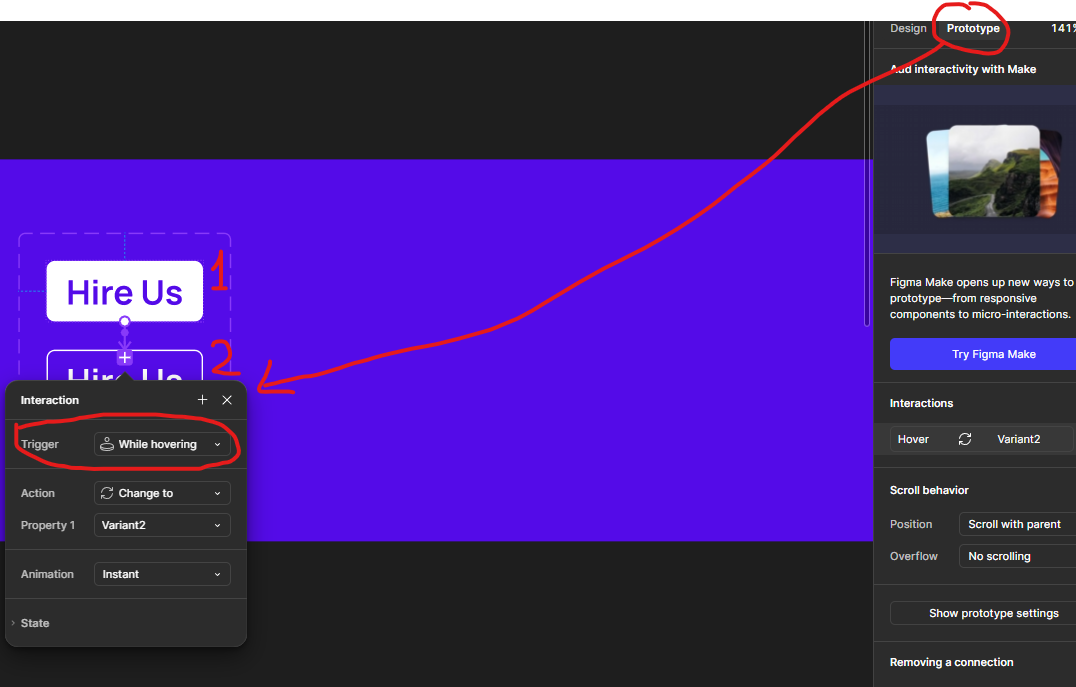 Design Prototype 141%
Add interactivity with Make
Figma Make opens up new ways to
prototype—from responsive
components to micro-interactions.
Try Figma Make
Interactions
Hover Variant2
Scroll behavior
Position Scroll with parent
Overflow No scrolling
Show prototype settings
Removing a connection
Hire Us 1
Hire Us 2
Interaction
Trigger While hovering
Action Change to
Property 1 Variant2
Animation Instant
State